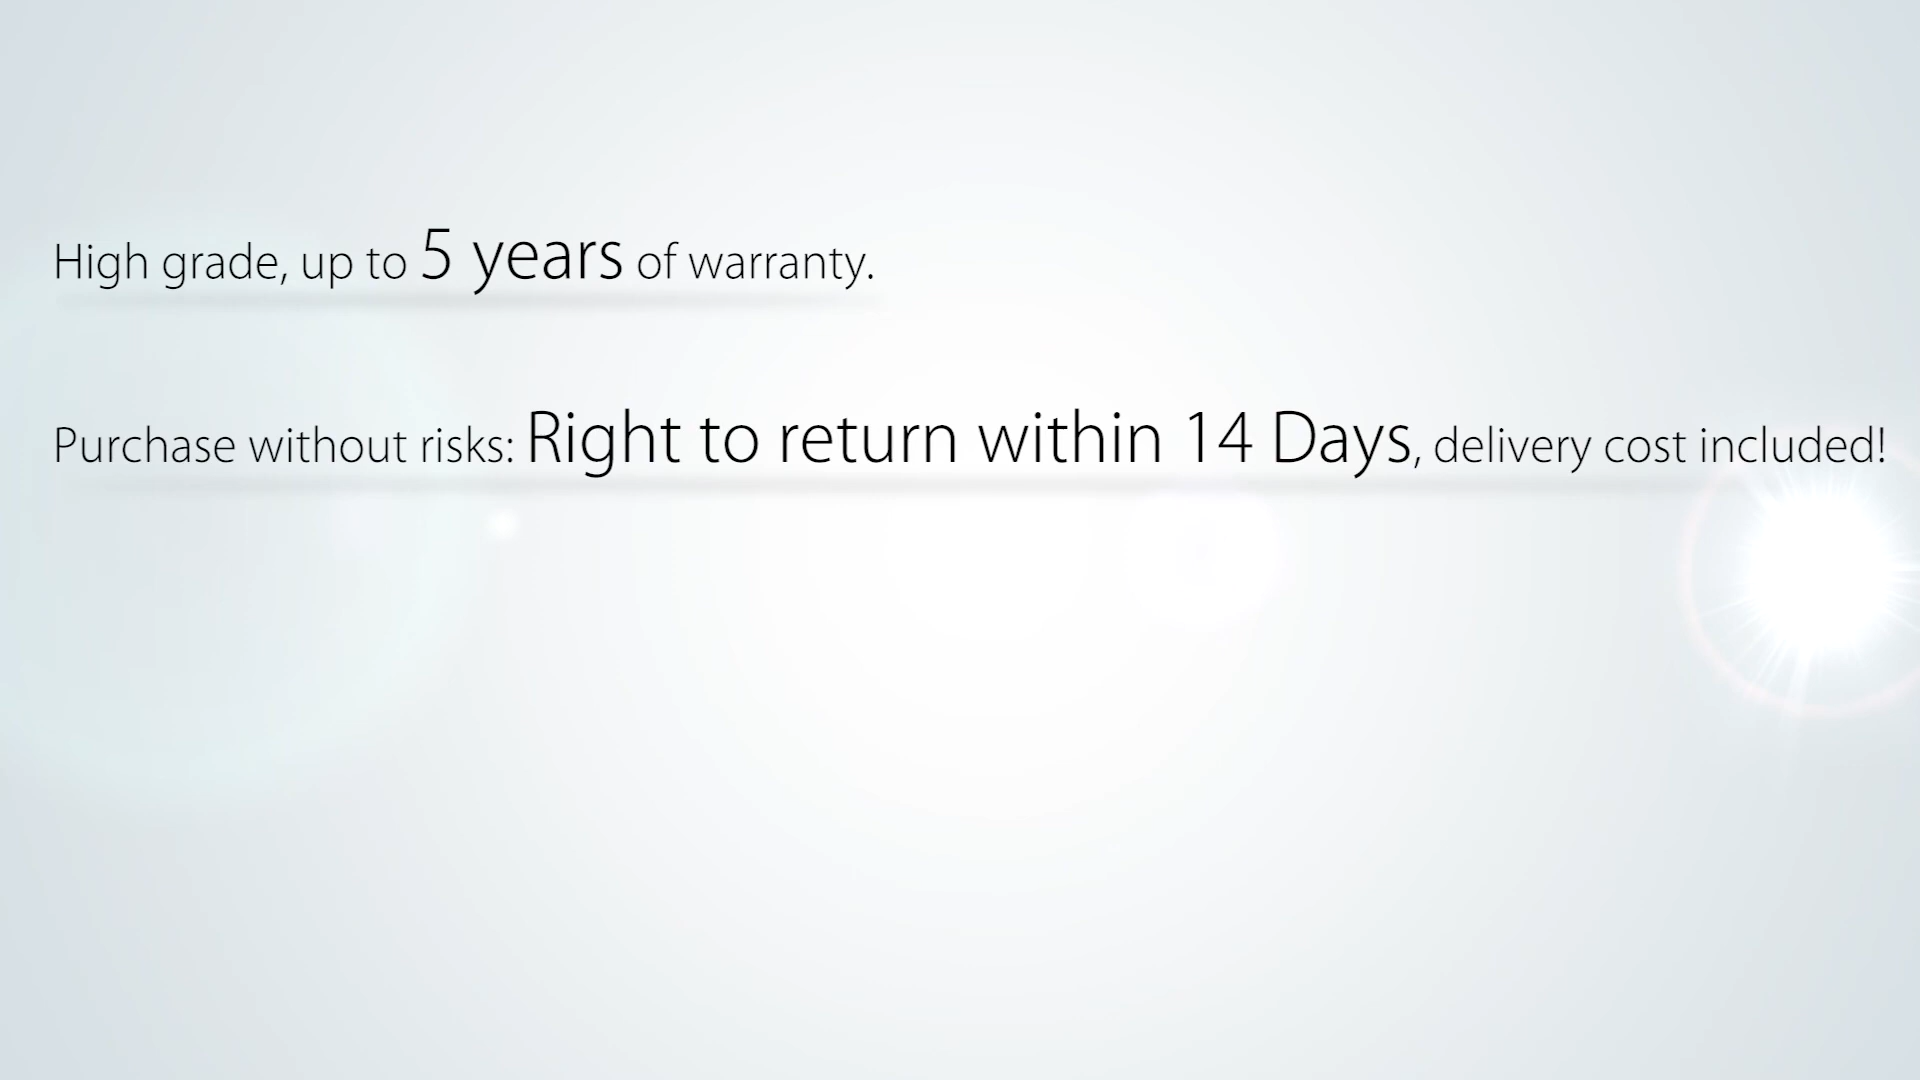 High grade, up to 5 years of warranty.
Purchase without risks: Right to return within 14 Days, delivery cost included!